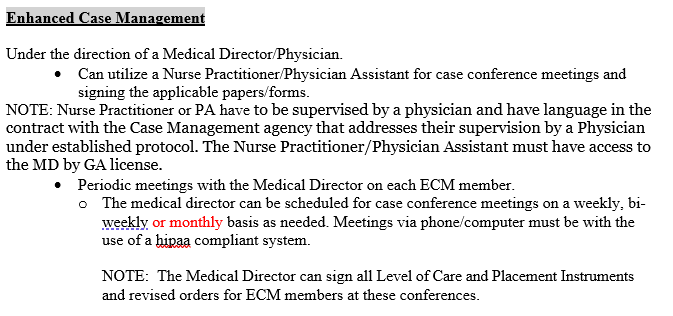 Enhanced Case Management
Under the direction of a Medical Director/Physician.
• Can utilize a Nurse Practitioner/Physician Assistant for case conference meetings and
signing the applicable papers/forms.
NOTE: Nurse Practitioner or PA have to be supervised by a physician and have language in the
contract with the Case Management agency that addresses their supervision by a Physician
under established protocol. The Nurse Practitioner/Physician Assistant must have access to
the MD by GA license.
• Periodic meetings with the Medical Director on each ECM member.
o The medical director can be scheduled for case conference meetings on a weekly, bi-
weekly or monthly basis as needed. Meetings via phone/computer must be with the
use of a hipaa compliant system.
NOTE: The Medical Director can sign all Level of Care and Placement Instruments
and revised orders for ECM members at these conferences.